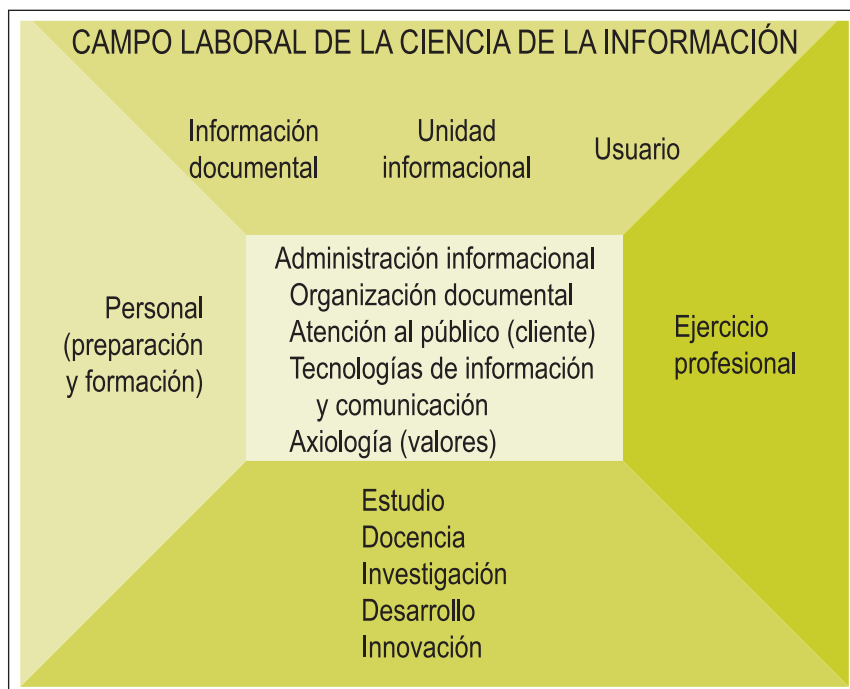 CAMPO LABORAL DE LA CIENCIA DE LA INFORMACIÓN
Información
documental
Unidad
informacional
Usuario
Personal
(preparación
y formación)
Administración informacional
Organización documental
Atención al público (cliente)
Tecnologías de información
y comunicación
Axiología (valores)
Ejercicio
profesional
Estudio
Docencia
Investigación
Desarrollo
Innovación